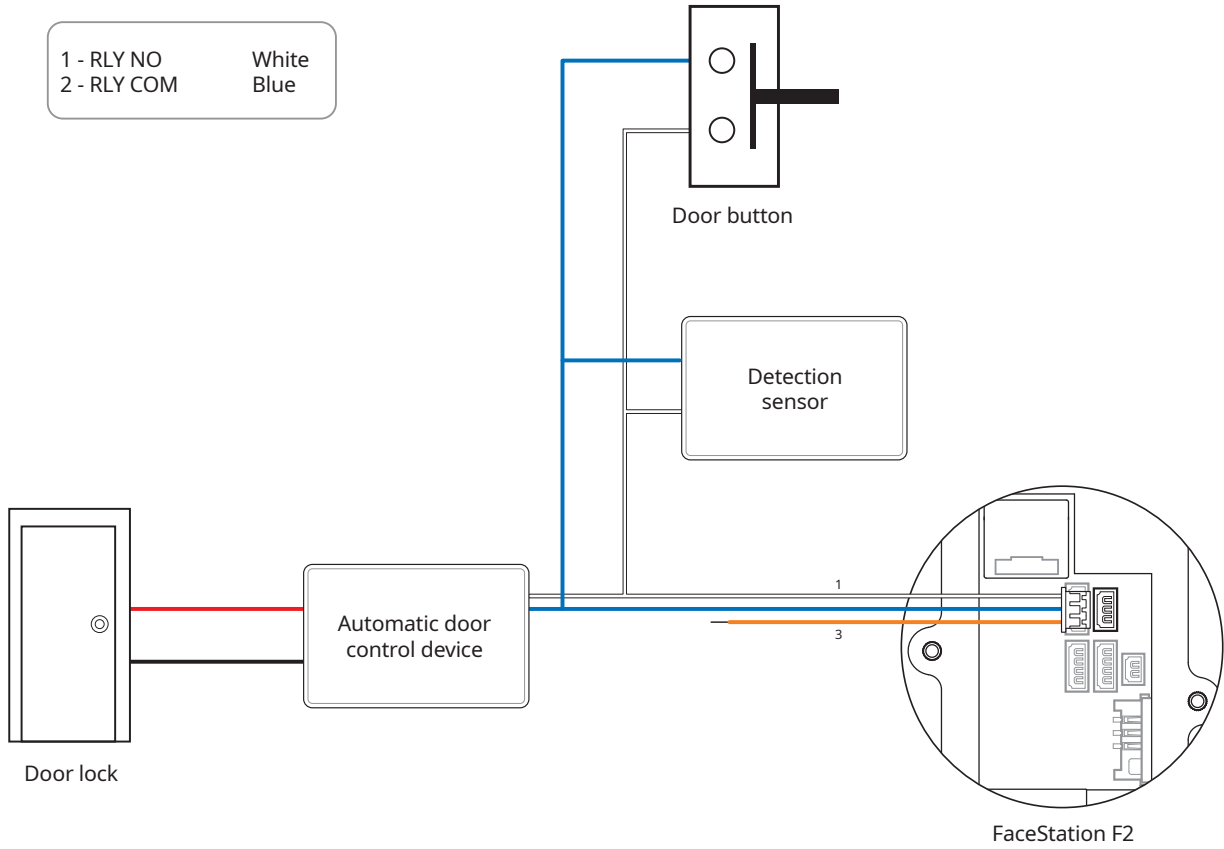 1 - RLY NO White
2 - RLY COM Blue
Door button
Detection
sensor
1
Automatic door
control device
3
Door lock
FaceStation F2